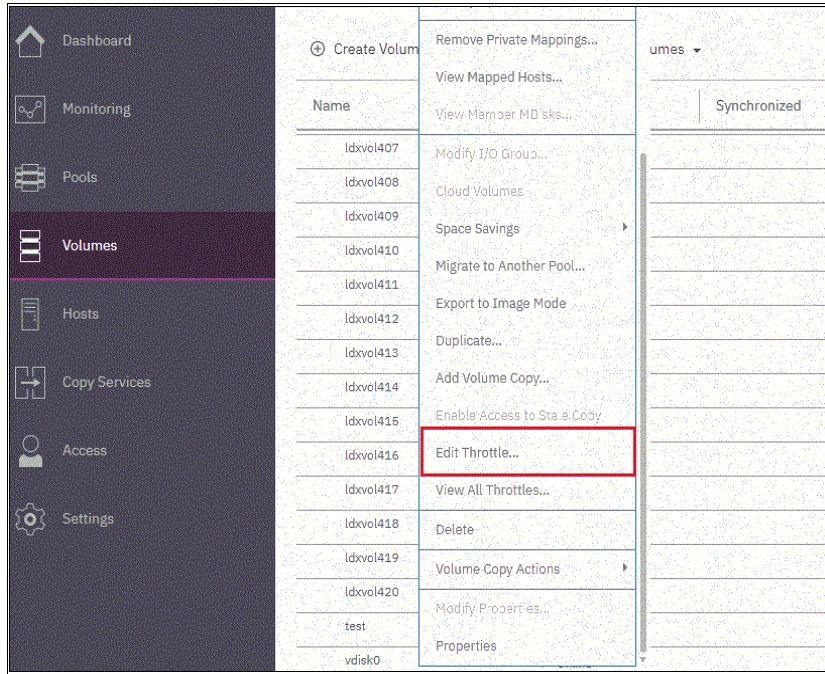 Dashboard
Monitoring
Pools
Volumes
Hosts
Copy Services
Access
Settings
Create Volum
umes
Name
Synchronized
ldxvol407
ldxvol408
ldxvol409
ldxvol410
ldxvol411
ldxvol412
ldxvol413
ldxvol414
ldxvol415
ldxvol416
ldxvol417
ldxvol418
ldxvol419
ldxvol420
test
vdisk0
Remove Private Mappings...
View Mapped Hosts...
View Member MDisks...
Modify I/O Group...
Cloud Volumes
Space Savings
Migrate to Another Pool...
Export to Image Mode
Duplicate...
Add Volume Copy...
Enable Access to Stale Copy
Edit Throttle...
View All Throttles...
Delete
Volume Copy Actions
Modify Properties...
Properties